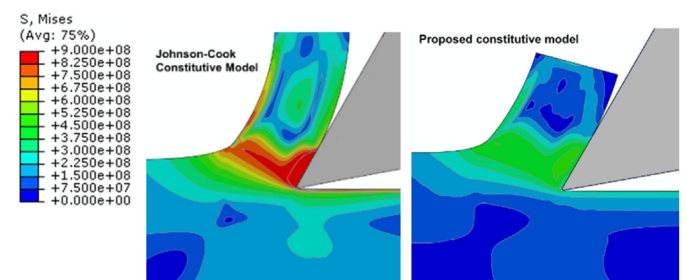 S, Mises
(Avg: 75%)
+9.000e+08
+8.250e+08
+7.500e+08
+6.750e+08
+6.000e+08
+5.250e+08
+4.500e+08
+3.750e+08
+3.000e+08
+2.250e+08
+1.500e+08
+7.500e+07
+0.000e+00
Johnson-Cook
Constitutive Model
Proposed constitutive model